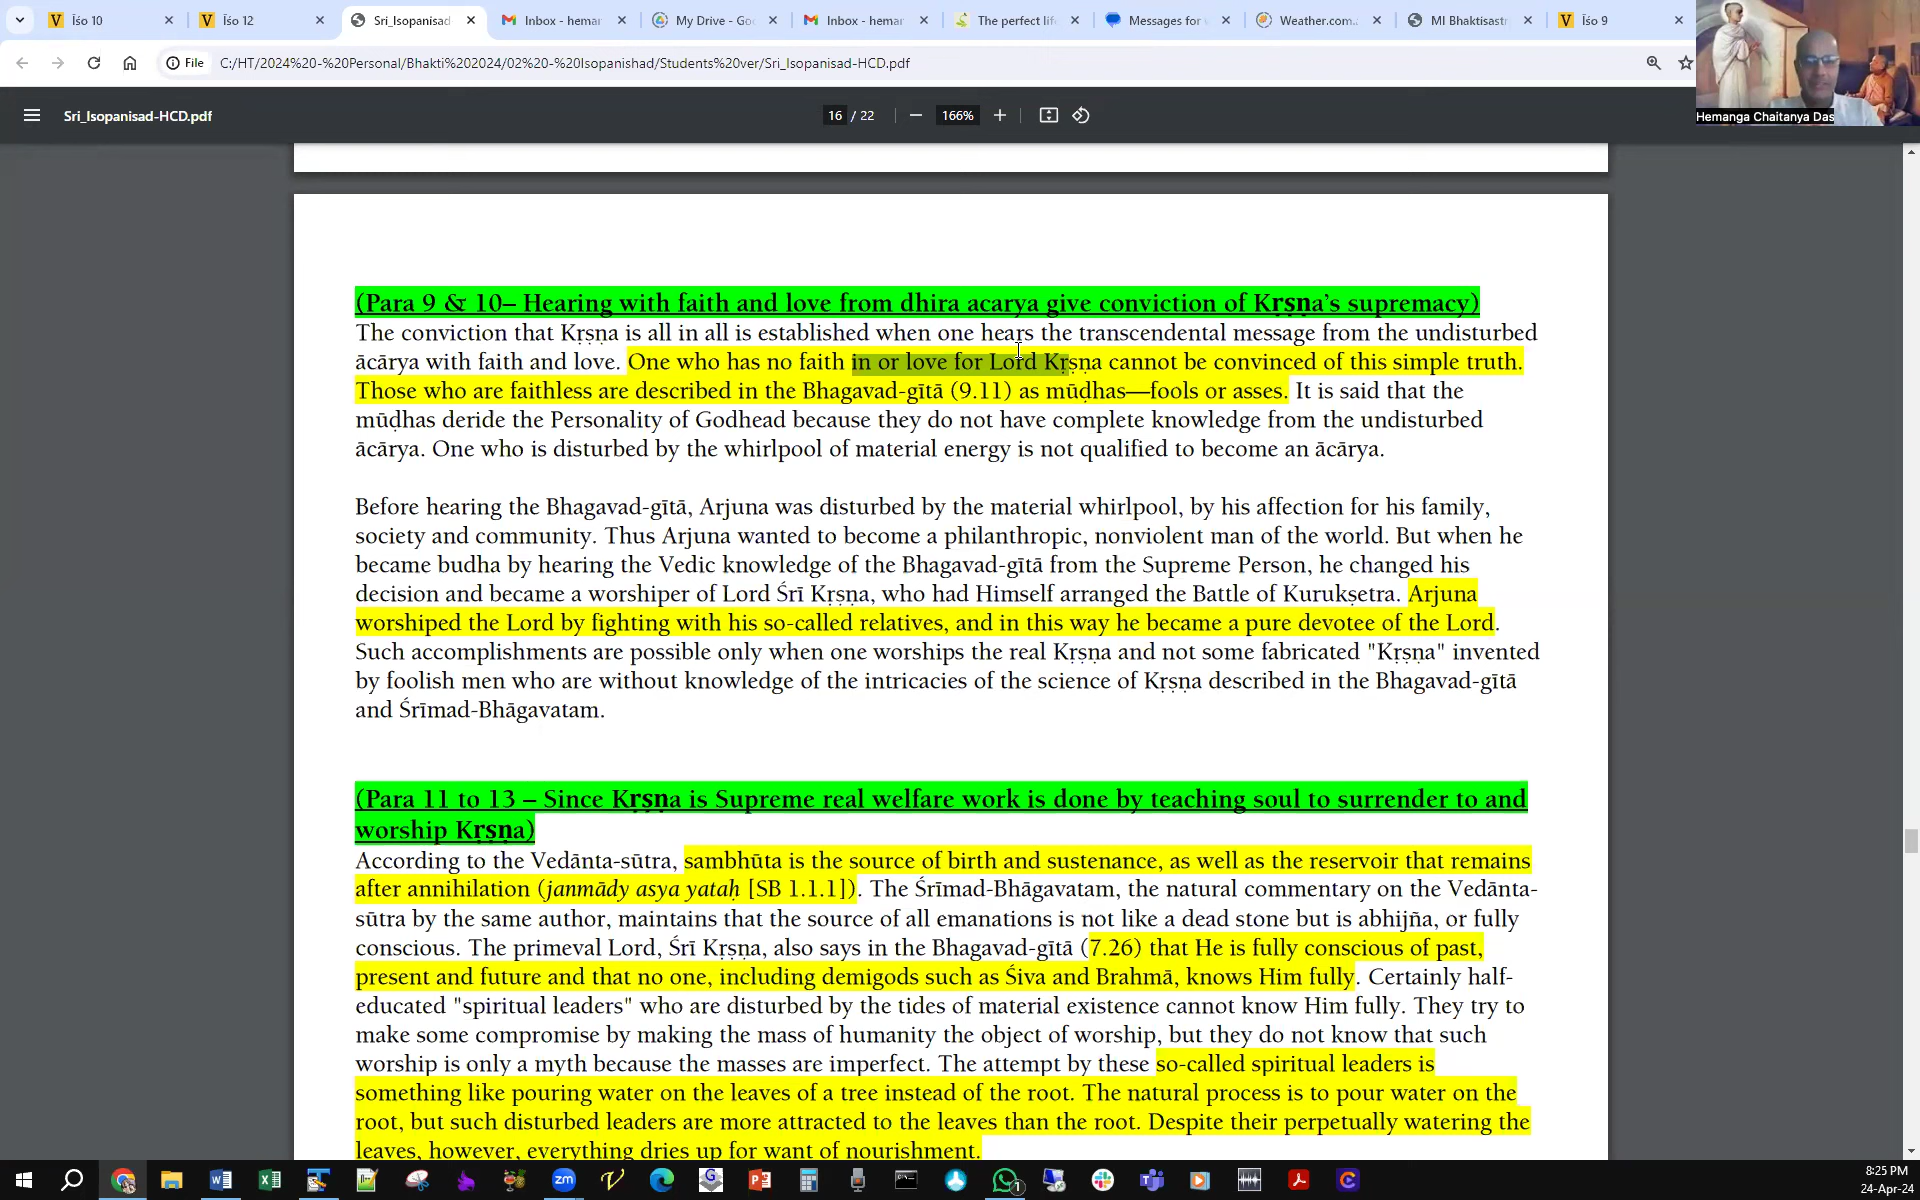 Īśo 10
Īśo 12
Sri_Isopanisad
Inbox - hemar
My Drive - Goo
Inbox - hemar
The perfect life
Messages for
Weather.com
MI Bhaktisastr
Īśo 9
File C:/HT/2024%20-%20Personal/Bhakti%202024/02%20-%20Isopanishad/Students%20ver/Sri_Isopanisad-HCD.pdf
Hemanga Chaitanya Das
Sri_Isopanisad-HCD.pdf 16 / 22 166%
(Para 9 & 10– Hearing with faith and love from dhira acarya give conviction of Kṛṣṇa's supremacy)
The conviction that Kṛṣṇa is all in all is established when one hears the transcendental message from the undisturbed
ācārya with faith and love. One who has no faith in or love for Lord Kṛṣṇa cannot be convinced of this simple truth.
Those who are faithless are described in the Bhagavad-gītā (9.11) as mūḍhas—fools or asses. It is said that the
mūḍhas deride the Personality of Godhead because they do not have complete knowledge from the undisturbed
ācārya. One who is disturbed by the whirlpool of material energy is not qualified to become an ācārya.
Before hearing the Bhagavad-gītā, Arjuna was disturbed by the material whirlpool, by his affection for his family,
society and community. Thus Arjuna wanted to become a philanthropic, nonviolent man of the world. But when he
became budha by hearing the Vedic knowledge of the Bhagavad-gītā from the Supreme Person, he changed his
decision and became a worshiper of Lord Śrī Kṛṣṇa, who had Himself arranged the Battle of Kurukṣetra. Arjuna
worshiped the Lord by fighting with his so-called relatives, and in this way he became a pure devotee of the Lord.
Such accomplishments are possible only when one worships the real Kṛṣṇa and not some fabricated "Kṛṣṇa" invented
by foolish men who are without knowledge of the intricacies of the science of Kṛṣṇa described in the Bhagavad-gītā
and Śrīmad-Bhāgavatam.
(Para 11 to 13 – Since Kṛṣṇa is Supreme real welfare work is done by teaching soul to surrender to and
worship Kṛṣṇa)
According to the Vedānta-sūtra, sambhūta is the source of birth and sustenance, as well as the reservoir that remains
after annihilation (janmādy asya yataḥ [SB 1.1.1]). The Śrīmad-Bhāgavatam, the natural commentary on the Vedānta-
sūtra by the same author, maintains that the source of all emanations is not like a dead stone but is abhijña, or fully
conscious. The primeval Lord, Śrī Kṛṣṇa, also says in the Bhagavad-gītā (7.26) that He is fully conscious of past,
present and future and that no one, including demigods such as Śiva and Brahmā, knows Him fully. Certainly half-
educated "spiritual leaders" who are disturbed by the tides of material existence cannot know Him fully. They try to
make some compromise by making the mass of humanity the object of worship, but they do not know that such
worship is only a myth because the masses are imperfect. The attempt by these so-called spiritual leaders is
something like pouring water on the leaves of a tree instead of the root. The natural process is to pour water on the
root, but such disturbed leaders are more attracted to the leaves than the root. Despite their perpetually watering the
leaves, however, everything dries up for want of nourishment.
8:25 PM
24-Apr-24